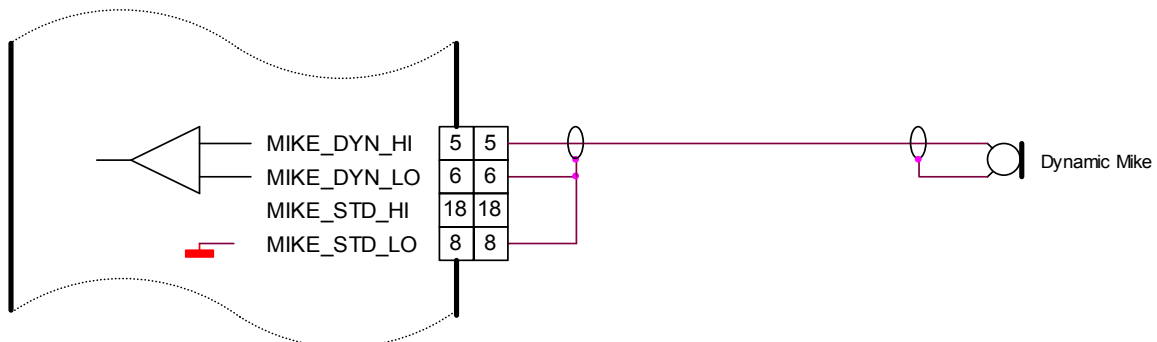 MIKE_DYN_HI 5 5
Dynamic Mike
MIKE_DYN_LO 6 6
MIKE_STD_HI 18 18
MIKE_STD_LO 8 8